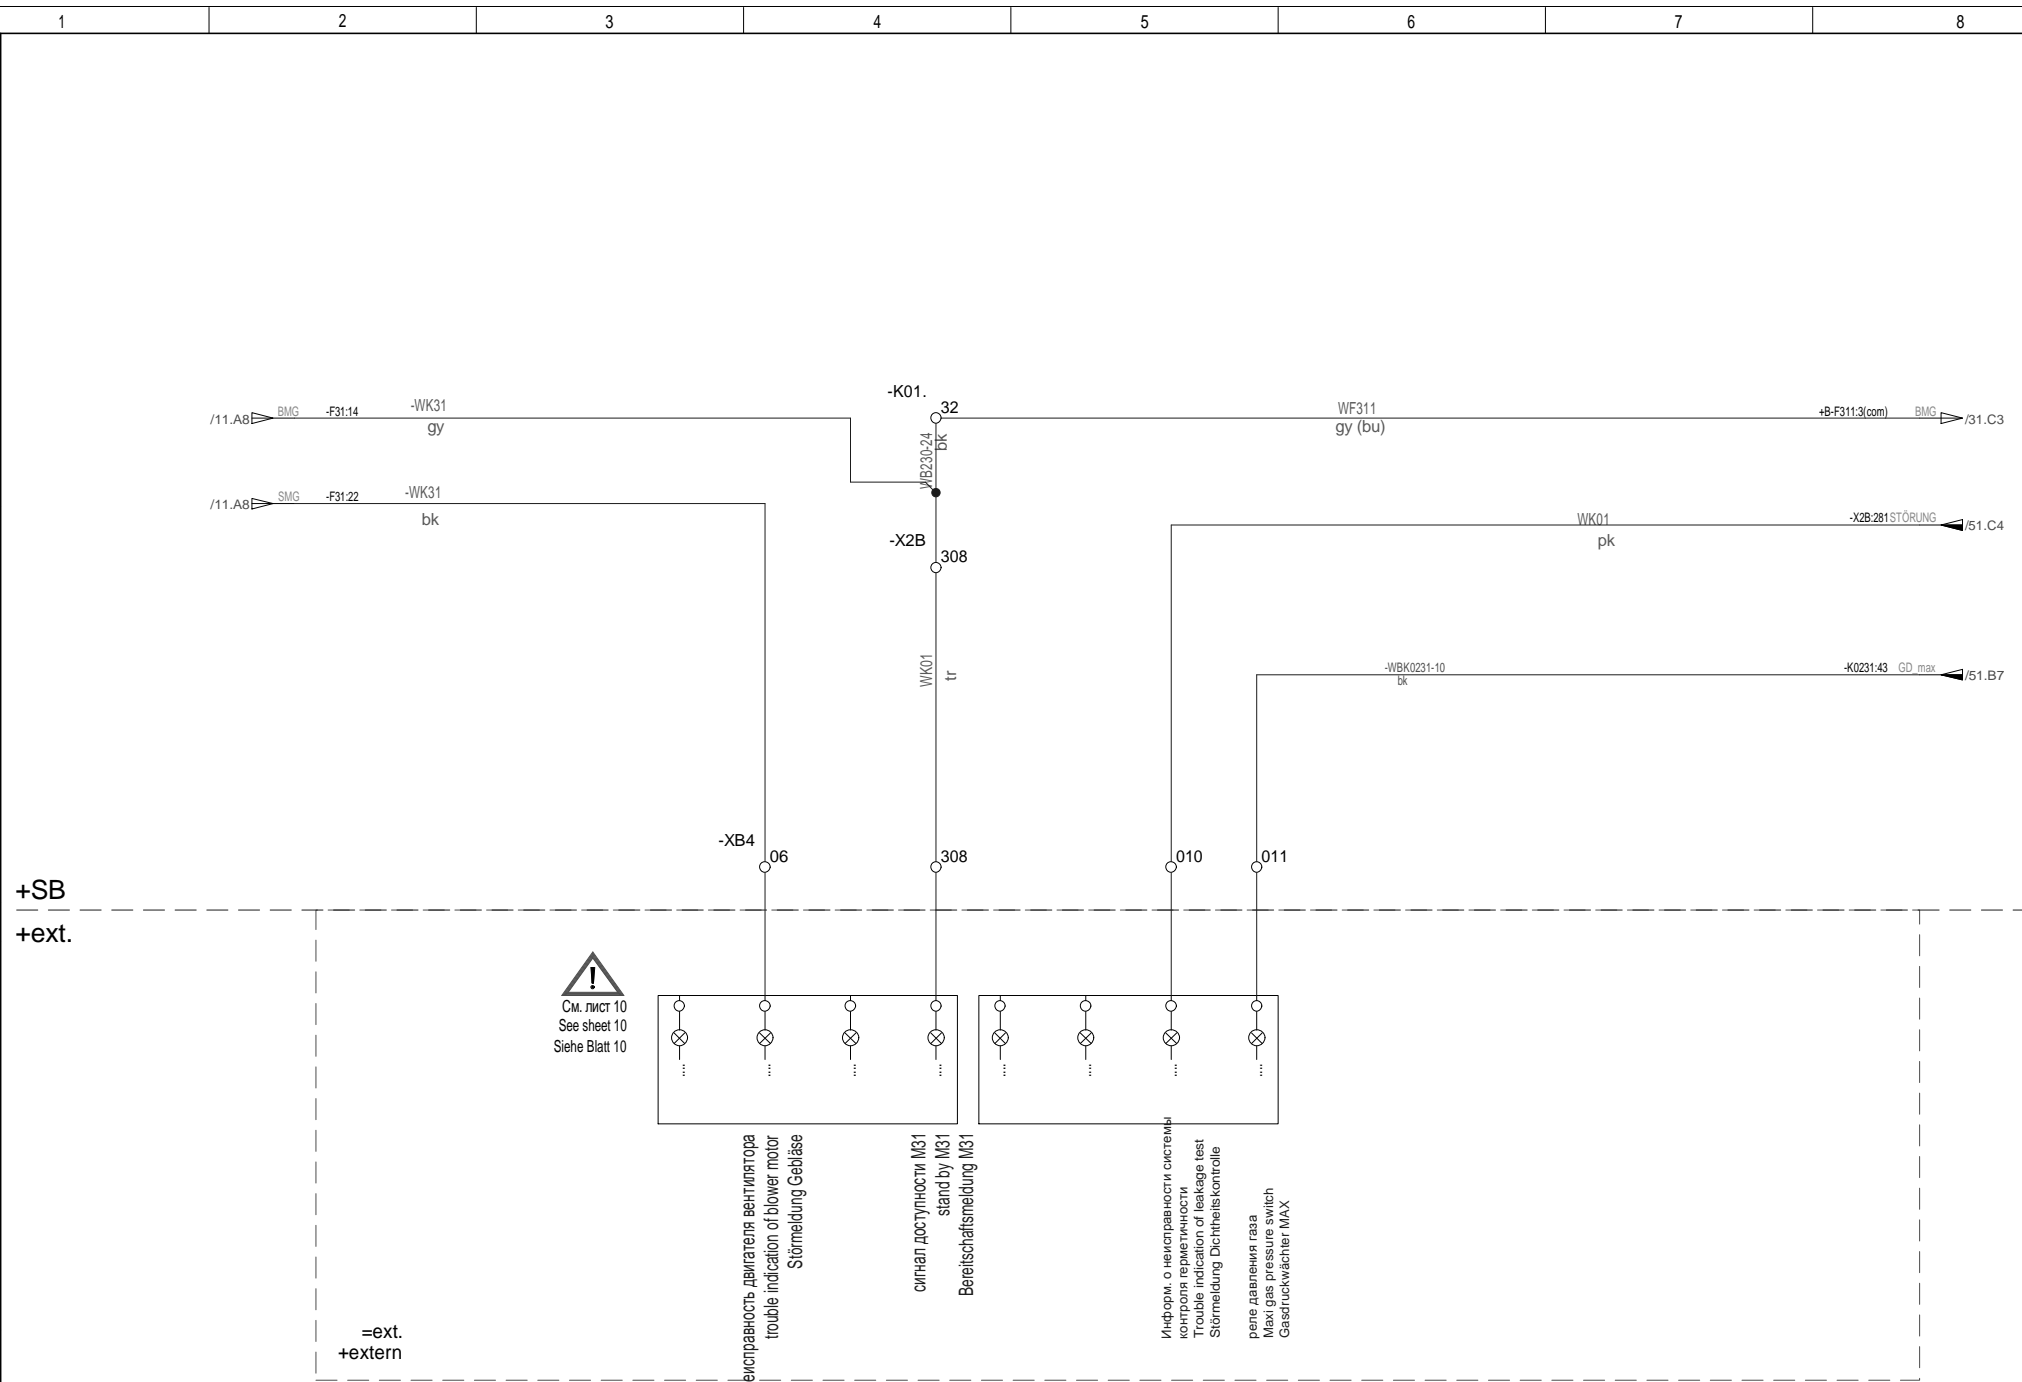 1 2 3 4 5 6 7 8
-K01.
32
/11.A8 BMG -F31:14 -WK31
gy
WB230-24
bk
WF311
gy (bu)
+B-F311:3(com) BMG /31.C3
/11.A8 SMG -F31:22 -WK31
bk
-X2B
308
WK01
pk
-X2B:281 STÖRUNG /51.C4
WK01
tr
-WBK0231-10
bk
-K0231:43 GD_max /51.B7
-XB4
06
308
010
011
+SB
+ext.
!
См. лист 10
See sheet 10
Siehe Blatt 10
....
....
....
....
....
....
....
....
еисправность двигателя вентилятора
trouble indication of blower motor
Störmeldung Gebläse
сигнал доступности М31
stand by M31
Bereitschaftsmeldung M31
Информ. о неисправности системы
контроля герметичности
Trouble indication of leakage test
Störmeldung Dichtheitskontrolle
реле давления газа
Maxi gas pressure switch
Gasdruckwächter MAX
=ext.
+extern